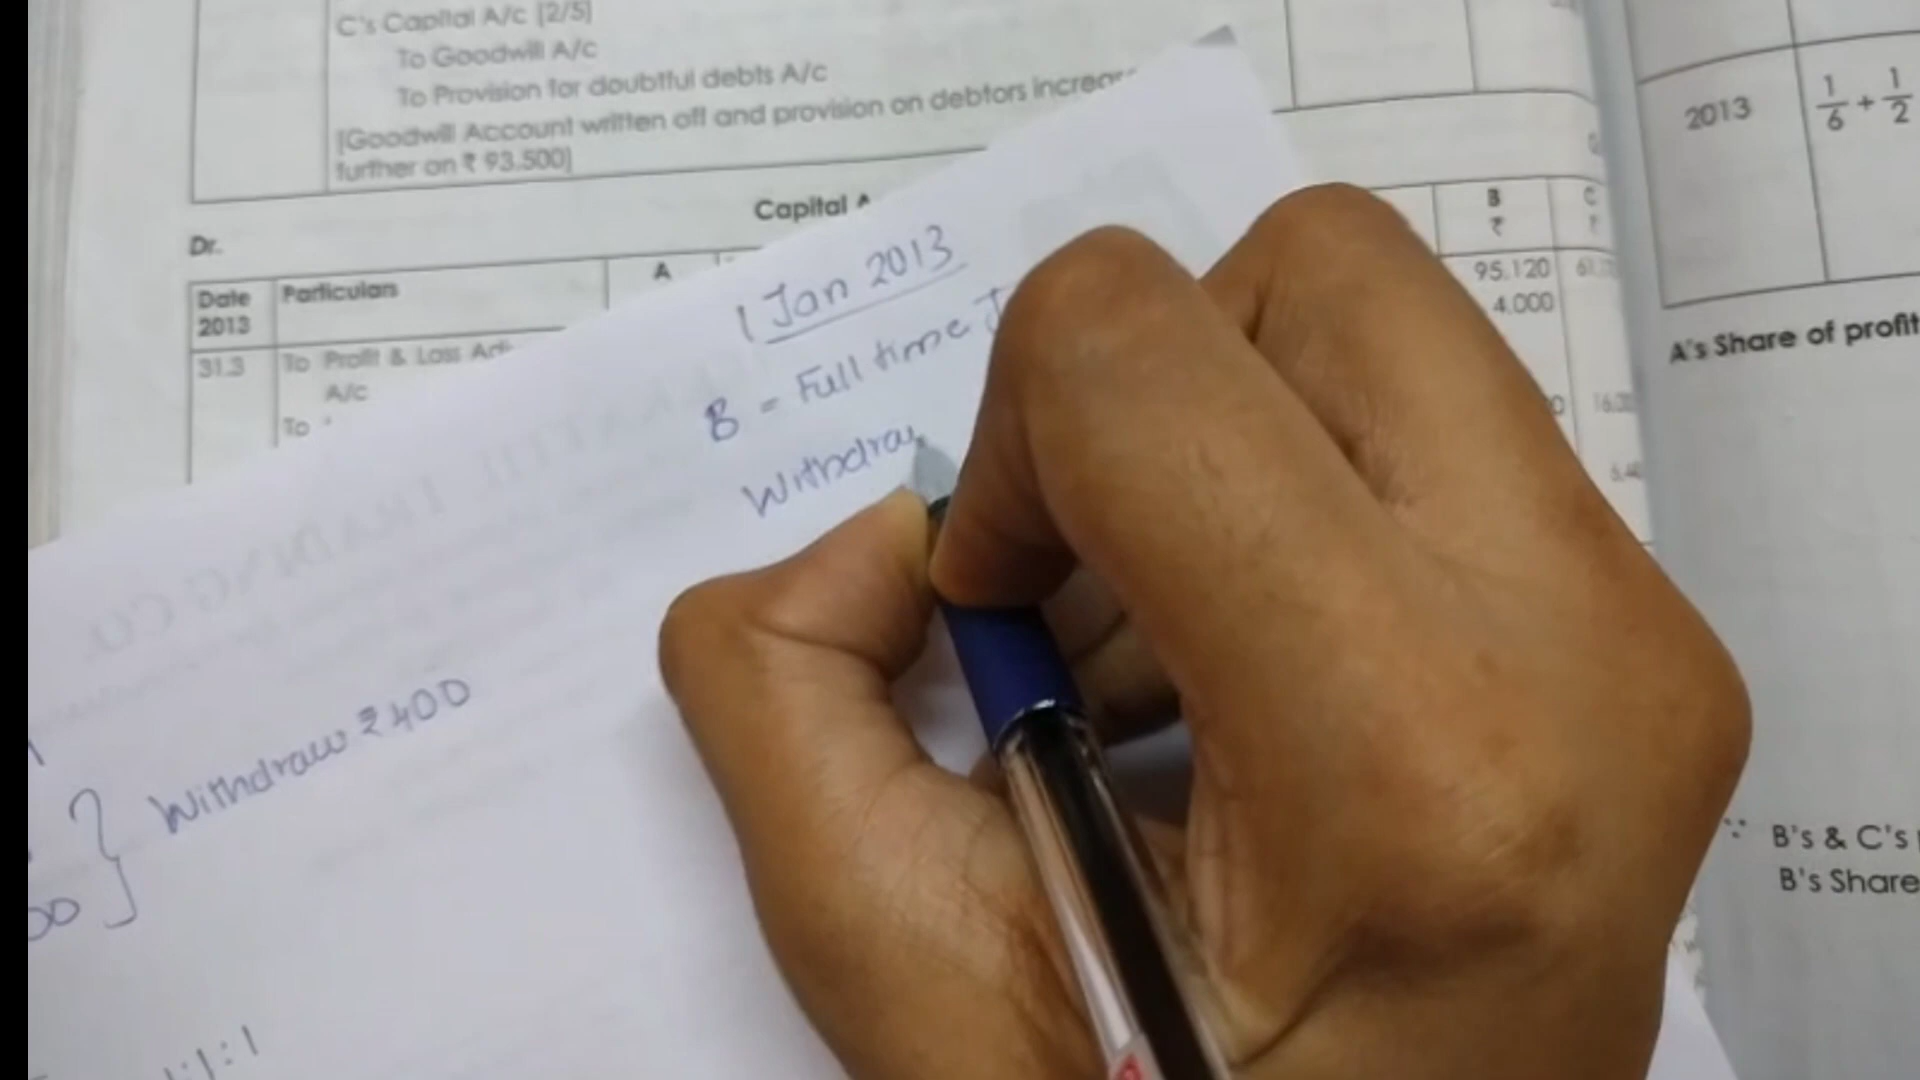 C's Capital A/c [2/5]
To Goodwill A/c
To Provision for doubtful debts A/c
[Goodwill Account written off and provision on debtors
further on ₹ 93,500]
Capital
Dr.
Date
2013
Particulars
A
B
₹
C
₹
31.3
To Profit & Loss
A/c
To
95,120
4,000
1 Jan 2013
B = Full time
Withdraw
Withdraw ₹400
:1:1
2013
1/6 + 1/2
A's Share of profit
∵ B's & C's
B's Share